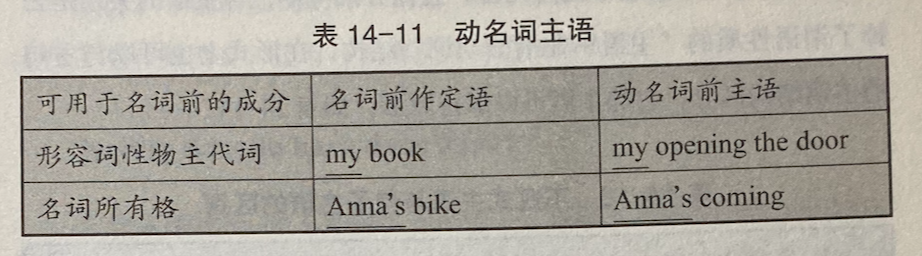 表 14-11 动名词主语
可用于名词前的成分 名词前作定语 动名词前主语
形容词性物主代词 my book my opening the door
名词所有格 Anna's bike Anna's coming